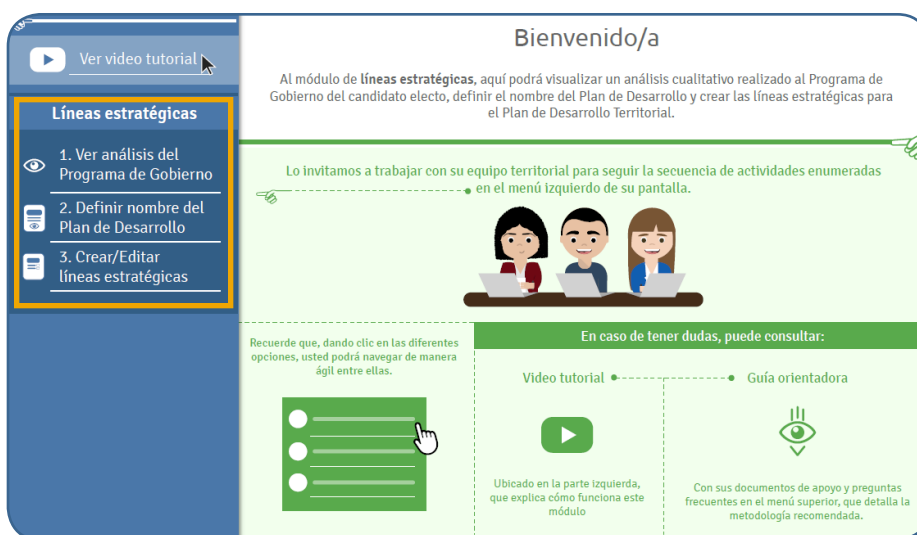 Ver video tutorial
Líneas estratégicas
1. Ver análisis del
Programa de Gobierno
2. Definir nombre del
Plan de Desarrollo
3. Crear/Editar
líneas estratégicas
Bienvenido/a
Al módulo de líneas estratégicas, aquí podrá visualizar un análisis cualitativo realizado al Programa de
Gobierno del candidato electo, definir el nombre del Plan de Desarrollo y crear las líneas estratégicas para
el Plan de Desarrollo Territorial.
Lo invitamos a trabajar con su equipo territorial para seguir la secuencia de actividades enumeradas
en el menú izquierdo de su pantalla.
Recuerde que, dando clic en las diferentes
opciones, usted podrá navegar de manera
ágil entre ellas.
En caso de tener dudas, puede consultar:
Video tutorial
Ubicado en la parte izquierda,
que explica cómo funciona este
módulo
Guía orientadora
Con sus documentos de apoyo y preguntas
frecuentes en el menú superior, que detalla la
metodología recomendada.